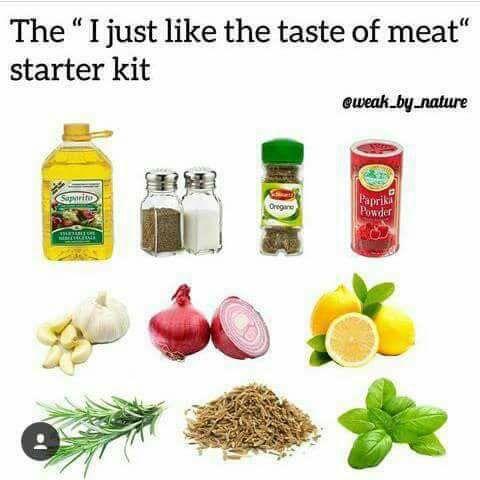 The “ I just like the taste of meat“
starter kit
@weak_by_nature
Saporito
VEGETABLE OIL
Schwartz
Oregano
Paprika
Powder